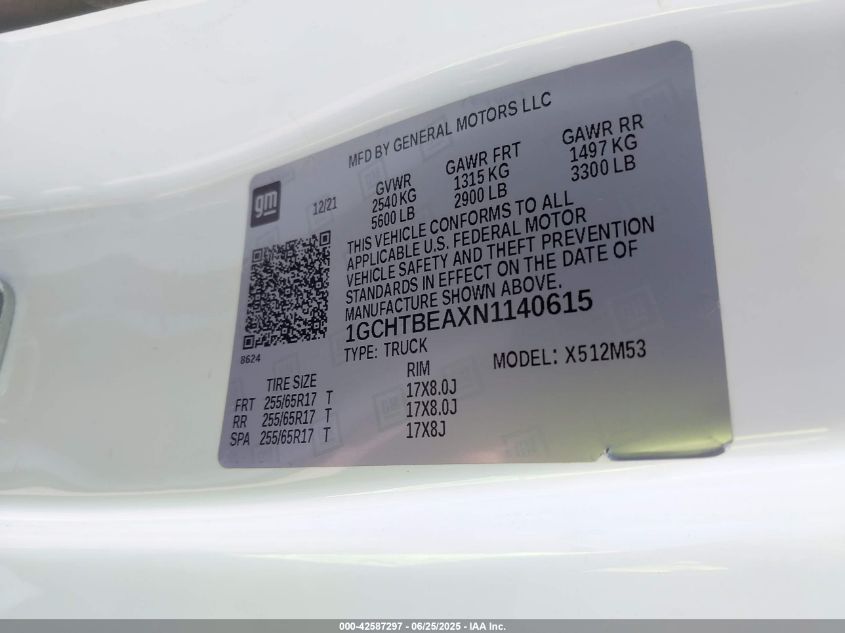 MFD BY GENERAL MOTORS LLC
gm
12/21
GVWR GAWR FRT GAWR RR
2540 KG 1315 KG 1497 KG
5600 LB 2900 LB 3300 LB
THIS VEHICLE CONFORMS TO ALL
APPLICABLE U.S. FEDERAL MOTOR
VEHICLE SAFETY AND THEFT PREVENTION
STANDARDS IN EFFECT ON THE DATE OF
MANUFACTURE SHOWN ABOVE.
1GCHTBEAXN1140615
8624
TYPE: TRUCK MODEL: X512M53
TIRE SIZE RIM
FRT 255/65R17 T 17X8.0J
RR 255/65R17 T 17X8.0J
SPA 255/65R17 T 17X8J
000-42587297 - 06/25/2025 - IAA Inc.